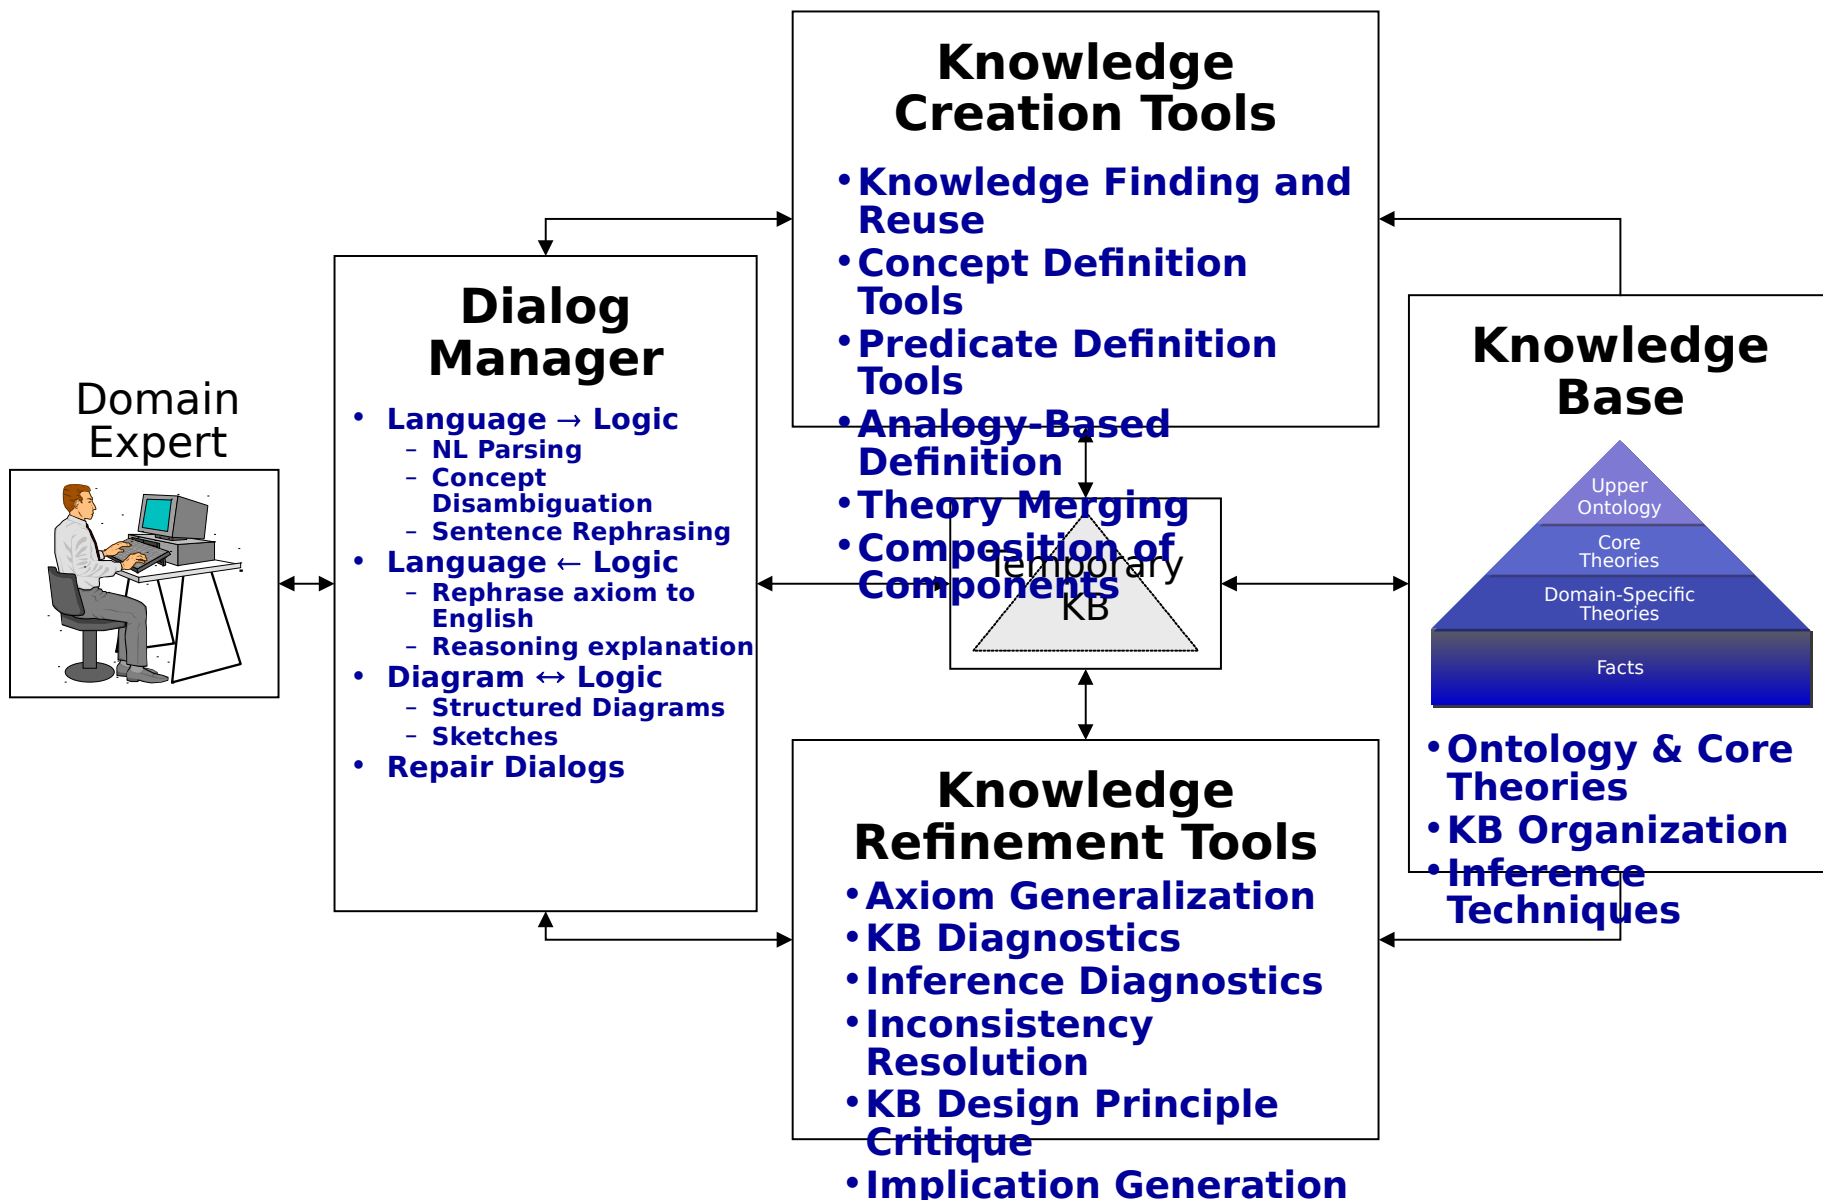 Knowledge
Creation Tools
•Knowledge Finding and
Reuse
•Concept Definition
Tools
•Predicate Definition
Tools
•Analogy-Based
Definition
•Theory Merging
•Composition of
Components
Domain
Expert
Dialog
Manager
• Language → Logic
– NL Parsing
– Concept
Disambiguation
– Sentence Rephrasing
• Language ← Logic
– Rephrase axiom to
English
– Reasoning explanation
• Diagram ↔ Logic
– Structured Diagrams
– Sketches
• Repair Dialogs
Temporary
KB
Knowledge
Base
Upper
Ontology
Core
Theories
Domain-Specific
Theories
Facts
•Ontology & Core
Theories
•KB Organization
•Inference
Techniques
Knowledge
Refinement Tools
•Axiom Generalization
•KB Diagnostics
•Inference Diagnostics
•Inconsistency
Resolution
•KB Design Principle
Critique
•Implication Generation